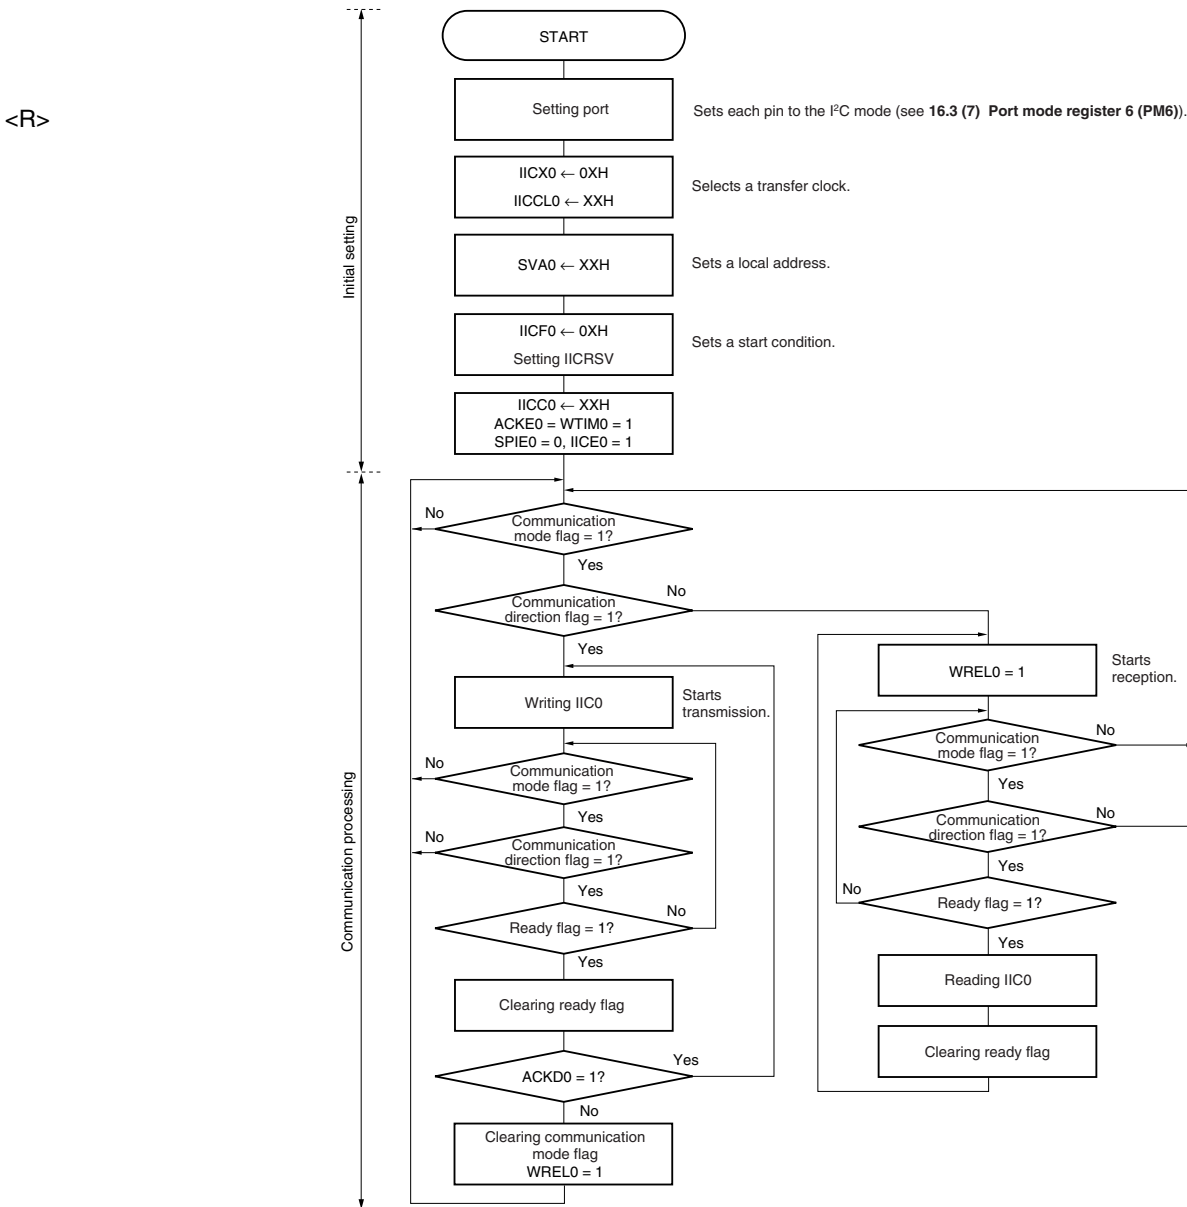 START
<R>
Setting port
Sets each pin to the I²C mode (see 16.3 (7) Port mode register 6 (PM6)).
IICX0 ← 0XH
IICCL0 ← XXH
Selects a transfer clock.
Initial setting
SVA0 ← XXH
Sets a local address.
IICF0 ← 0XH
Setting IICRSV
Sets a start condition.
IICC0 ← XXH
ACKE0 = WTIM0 = 1
SPIE0 = 0, IICE0 = 1
No
Communication
mode flag = 1?
Yes
Communication
direction flag = 1?
No
Yes
Writing IIC0
Starts
transmission.
No
Communication
mode flag = 1?
Yes
No
Communication
direction flag = 1?
Yes
Ready flag = 1?
No
Yes
Clearing ready flag
ACKD0 = 1?
Yes
No
Clearing communication
mode flag
WREL0 = 1
Communication processing
WREL0 = 1
Starts
reception.
Communication
mode flag = 1?
No
Yes
Communication
direction flag = 1?
No
Yes
No
Ready flag = 1?
Yes
Reading IIC0
Clearing ready flag